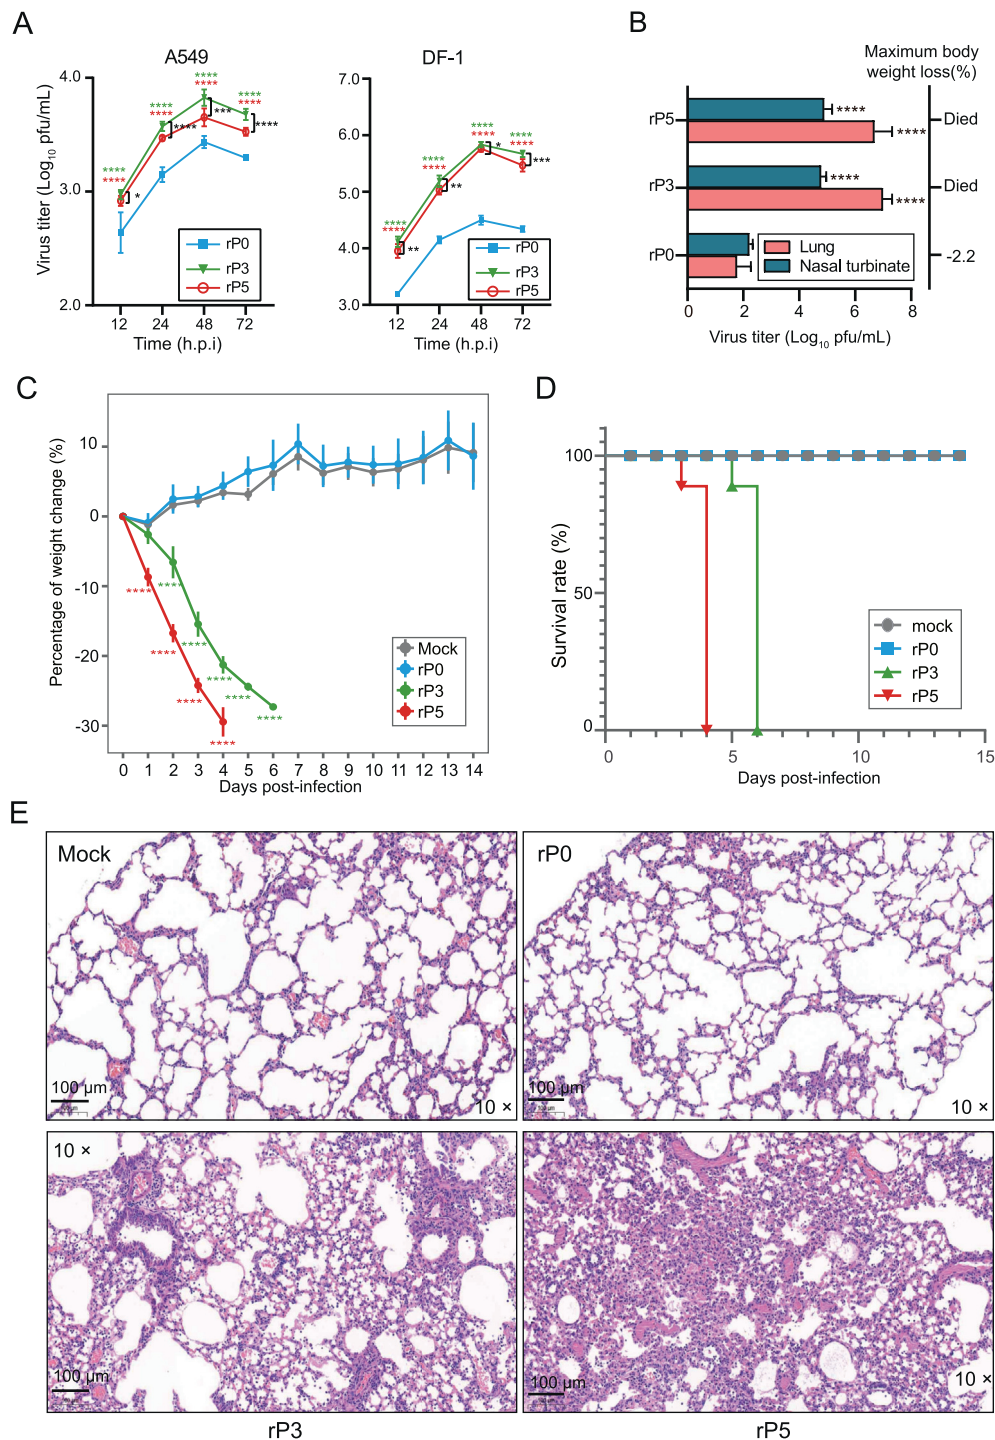 A
A549
Virus titer (Log10 pfu/mL)
4.0
3.0
2.0
****
****
****
****
****
****
****
****
*
****
***
****
rP0
rP3
rP5
12 24 48 72
Time (h.p.i)
DF-1
7.0
6.0
5.0
4.0
3.0
****
****
****
****
****
****
****
****
**
**
*
***
rP0
rP3
rP5
12 24 48 72
Time (h.p.i)
B
Maximum body
weight loss(%)
rP5
****
****
Died
rP3
****
****
Died
rP0
-2.2
Lung
Nasal turbinate
0 2 4 6 8
Virus titer (Log10 pfu/mL)
C
Percentage of weight change (%)
10
0
-10
-20
-30
****
****
****
****
****
****
****
****
****
Mock
rP0
rP3
rP5
0 1 2 3 4 5 6 7 8 9 10 11 12 13 14
Days post-infection
D
Survival rate (%)
100
50
0
mock
rP0
rP3
rP5
0 5 10 15
Days post-infection
E
Mock
100 μm
100 μm
10 ×
rP0
100 μm
100 μm
10 ×
10 ×
100 μm
rP3
100 μm
10 ×
rP5